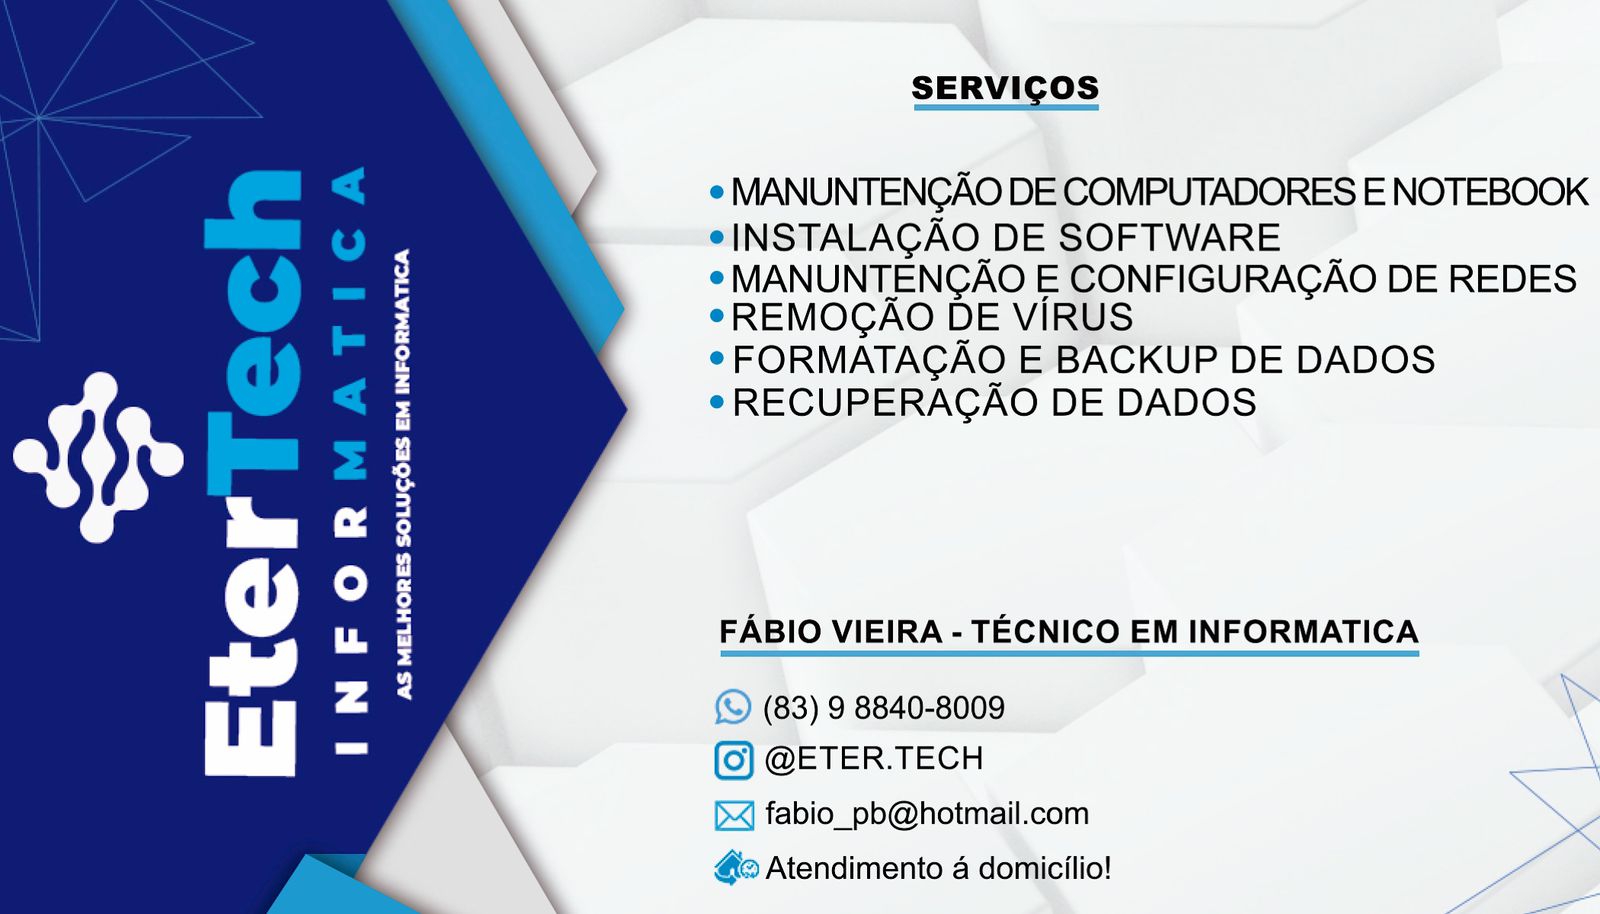 EterTech
INFORMATICA
AS MELHORES SOLUÇÕES EM INFORMATICA
SERVIÇOS
• MANUNTENÇÃO DE COMPUTADORES E NOTEBOOK
• INSTALAÇÃO DE SOFTWARE
• MANUNTENÇÃO E CONFIGURAÇÃO DE REDES
• REMOÇÃO DE VÍRUS
• FORMATAÇÃO E BACKUP DE DADOS
• RECUPERAÇÃO DE DADOS
FÁBIO VIEIRA - TÉCNICO EM INFORMATICA
(83) 9 8840-8009
@ETER.TECH
fabio_pb@hotmail.com
Atendimento á domicílio!